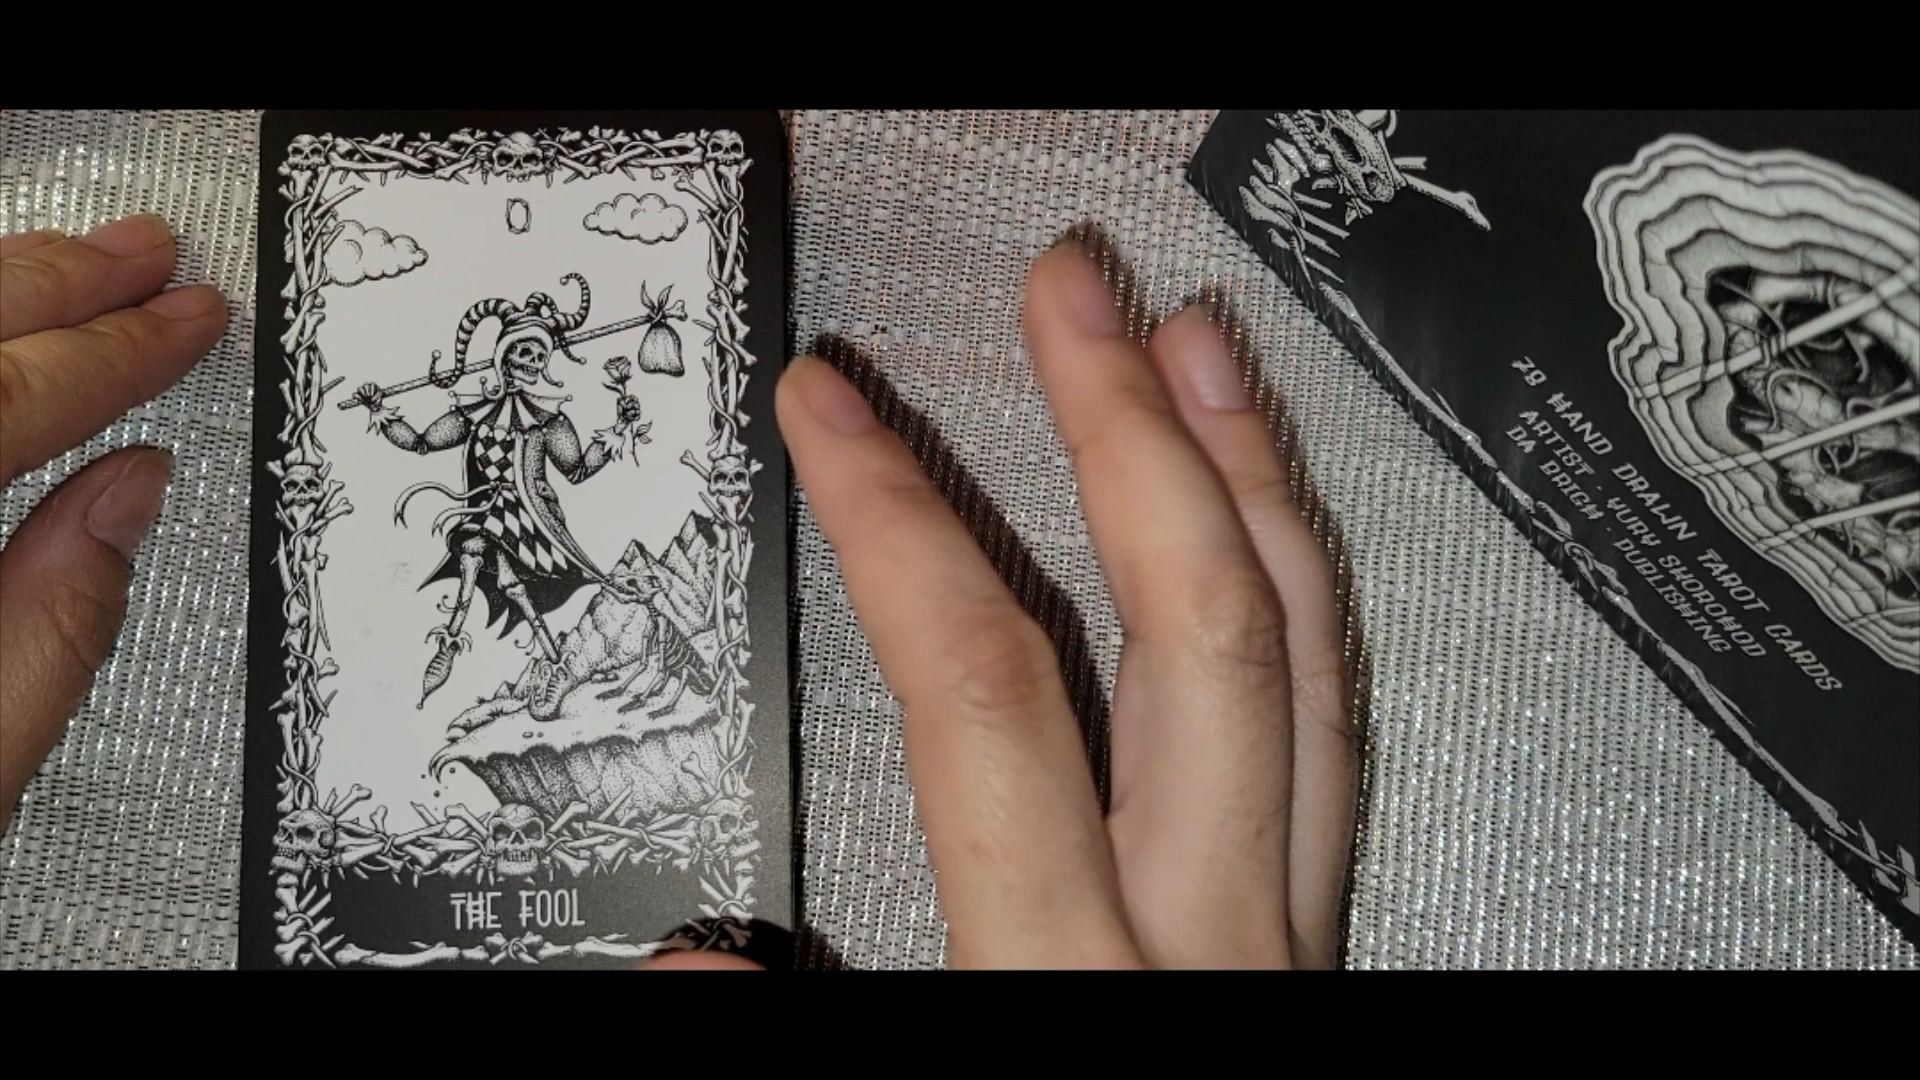 0
THE FOOL
78 HAND DRAWN TAROT CARDS
ARTIST - YURY SHOROHOD
DA BRIGH - PUBLISHING